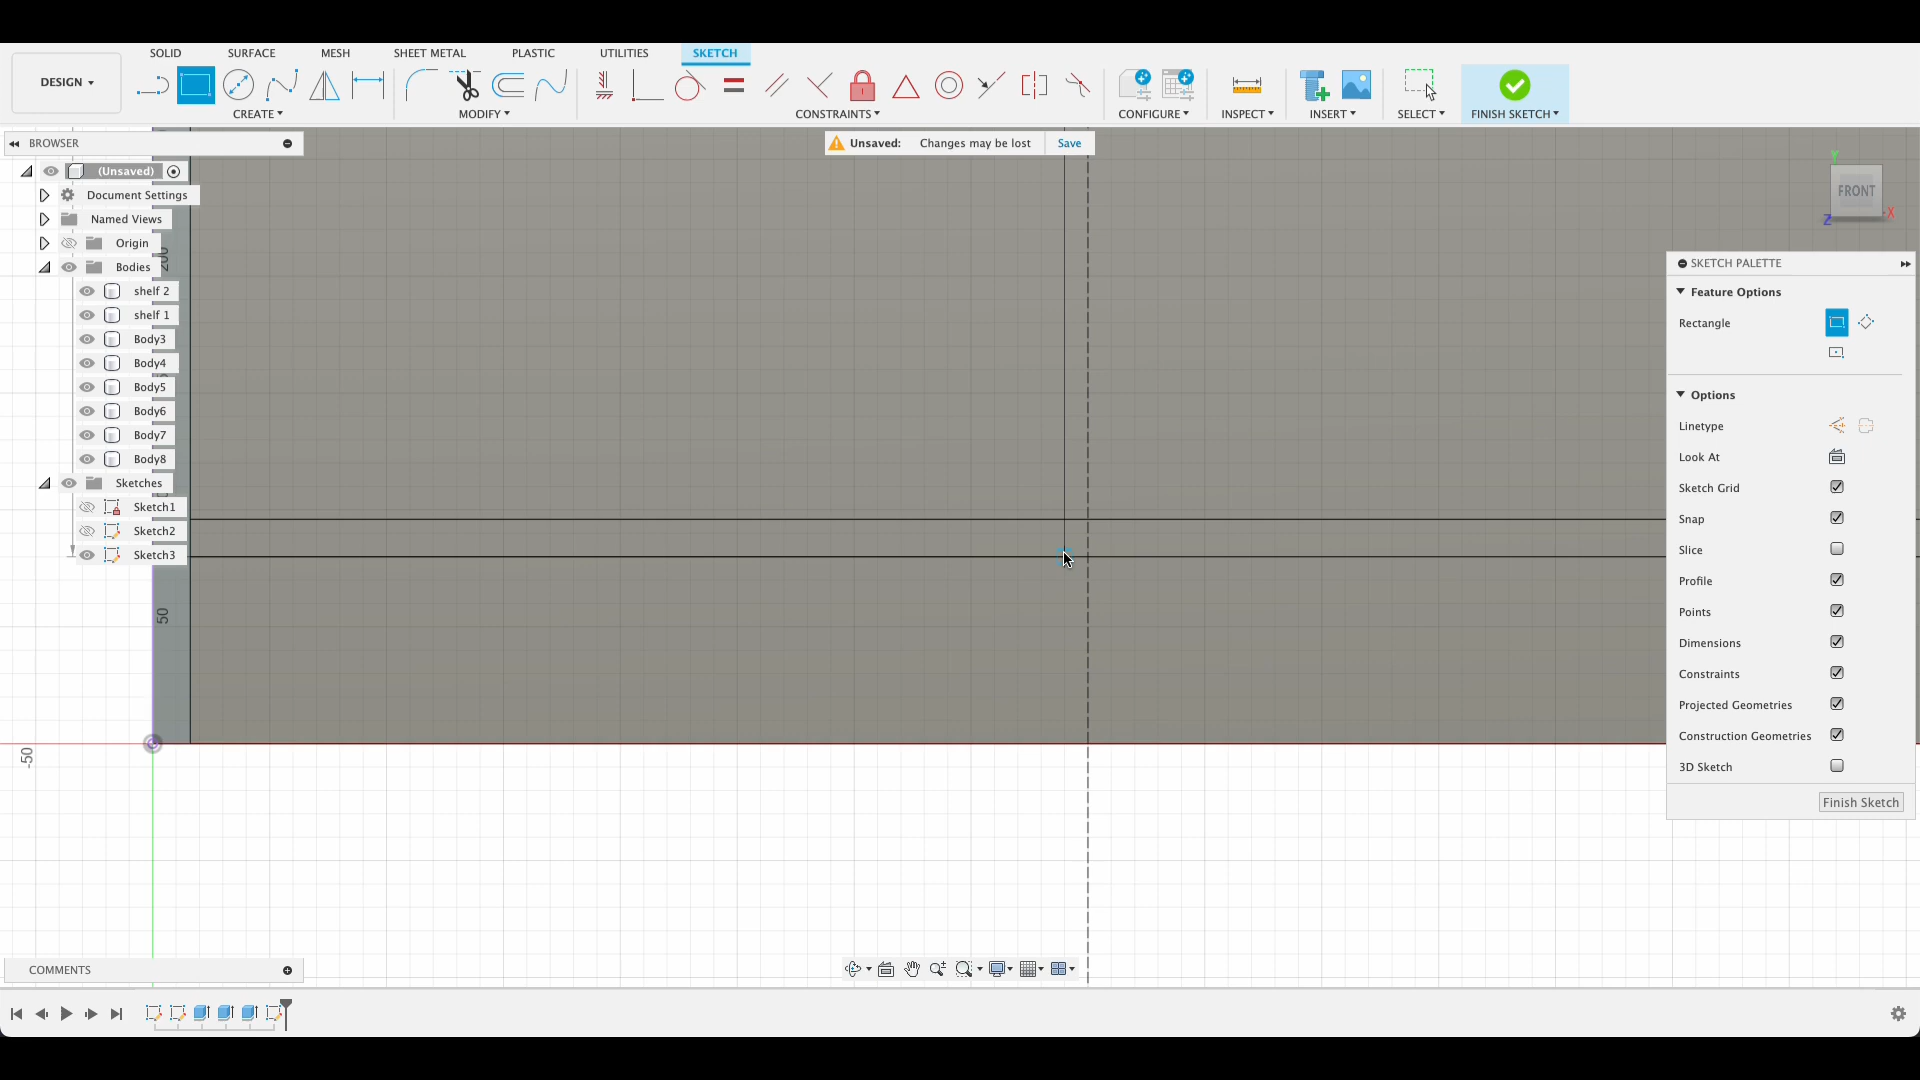 SOLID SURFACE MESH SHEET METAL PLASTIC UTILITIES SKETCH
DESIGN
CREATE MODIFY CONSTRAINTS CONFIGURE INSPECT INSERT SELECT FINISH SKETCH
BROWSER
Unsaved: Changes may be lost Save
(Unsaved)
Document Settings
Named Views
Origin
Bodies
shelf 2
shelf 1
Body3
Body4
Body5
Body6
Body7
Body8
Sketches
Sketch1
Sketch2
Sketch3
200
50
-50
Y
FRONT
X
Z
SKETCH PALETTE
Feature Options
Rectangle
Options
Linetype
Look At
Sketch Grid
Snap
Slice
Profile
Points
Dimensions
Constraints
Projected Geometries
Construction Geometries
3D Sketch
Finish Sketch
COMMENTS